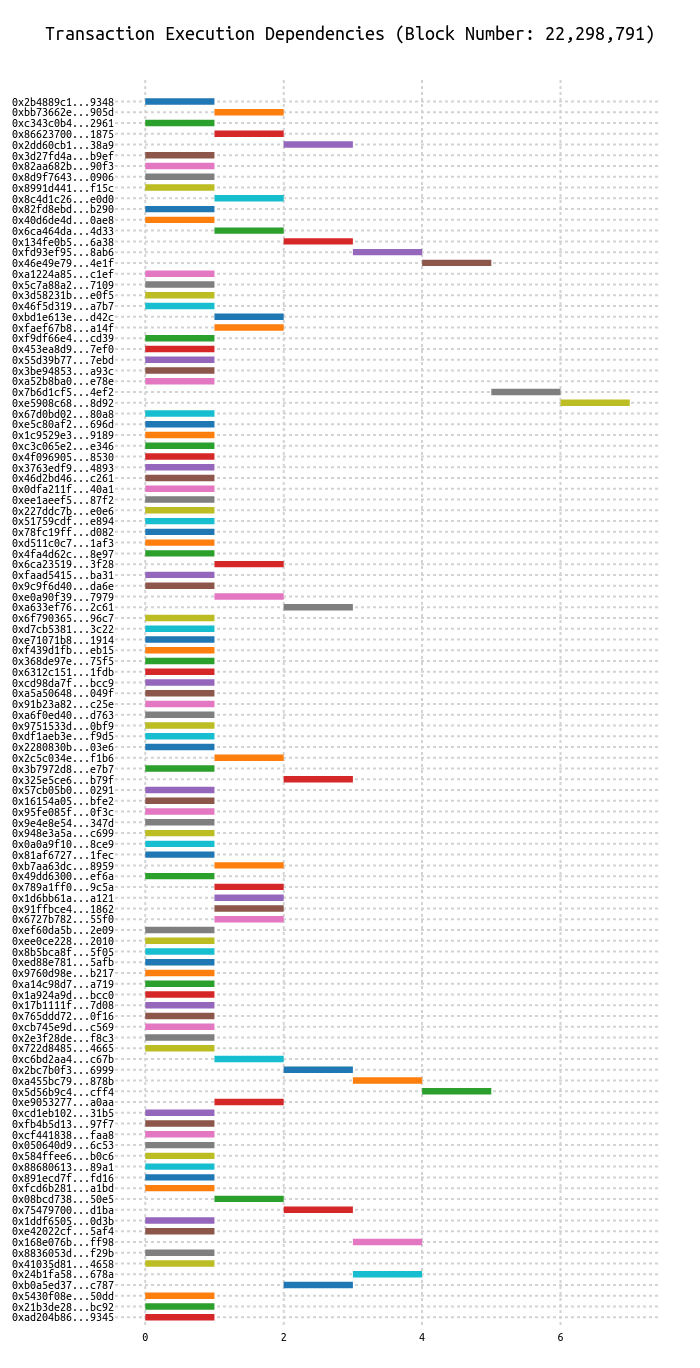 Transaction Execution Dependencies (Block Number: 22,298,791)
0x2b4889c1...9348
0xbb73662e...905d
0xc343c0b4...2961
0x86623700...1875
0x2dd60cb1...38a9
0x3d27fd4a...b9ef
0x82aa682b...90f3
0x8d9f7643...0906
0x8991d441...f15c
0x8c4d1c26...e0d0
0x82fd8ebd...b290
0x40d6de4d...0ae8
0x6ca464da...4d33
0x134fe0b5...6a38
0xfd93ef95...8ab6
0x46e49e79...4e1f
0xa1224a85...c1ef
0x5c7a88a2...7109
0x3d58231b...e0f5
0x46f5d319...a7b7
0xbd1e613e...d42c
0xfaef67b8...a14f
0xf9df66e4...cd39
0x453ea8d9...7ef0
0x55d39b77...7ebd
0x3be94853...a93c
0xa52b8ba0...e78e
0x7b6d1cf5...4ef2
0xe5908c68...8d92
0x67d0bd02...80a8
0xe5c80af2...696d
0x1c9529e3...9189
0xc3c065e2...e346
0x4f096905...8530
0x3763edf9...4893
0x46d2bd46...c261
0x0dfa211f...40a1
0xee1aeef5...87f2
0x227ddc7b...e0e6
0x51759cdf...e894
0x78fc19ff...d082
0xd511c0c7...1af3
0x4fa4d62c...8e97
0x6ca23519...3f28
0xfaad5415...ba31
0x9c9f6d40...da6e
0xe0a90f39...7979
0xa633ef76...2c61
0x6f790365...96c7
0xd7cb5381...3c22
0xe71071b8...1914
0xf439d1fb...eb15
0x368de97e...75f5
0x6312c151...1fdb
0xcd98da7f...bcc9
0xa5a50648...049f
0x91b23a82...c25e
0xa6f0ed40...d763
0x9751533d...0bf9
0xdf1aeb3e...f9d5
0x2280830b...03e6
0x2c5c034e...f1b6
0x3b7972d8...e7b7
0x325e5ce6...b79f
0x57cb05b0...0291
0x16154a05...bfe2
0x95fe085f...0f3c
0x9e4e8e54...347d
0x948e3a5a...c699
0x0a0a9f10...8ce9
0x81af6727...1fec
0xb7aa63dc...8959
0x49dd6300...ef6a
0x789a1ff0...9c5a
0x1d6bb61a...a121
0x91ffbce4...1862
0x6727b782...55f0
0xef60da5b...2e09
0xee0ce228...2010
0x8b5bca8f...5f05
0xed88e781...5afb
0x9760d98e...b217
0xa14c98d7...a719
0x1a924a9d...bcc0
0x17b1111f...7d08
0x765ddd72...0f16
0xcb745e9d...c569
0x2e3f28de...f8c3
0x722d8485...4665
0xc6bd2aa4...c67b
0x2bc7b0f3...6999
0xa455bc79...878b
0x5d56b9c4...cff4
0xe9053277...a0aa
0xcd1eb102...31b5
0xfb4b5d13...97f7
0xcf441838...faa8
0x050640d9...6c53
0x584ffee6...b0c6
0x88680613...89a1
0x891ecd7f...fd16
0xfcd6b281...a1bd
0x08bcd738...50e5
0x75479700...d1ba
0x1ddf6505...0d3b
0xe42022cf...5af4
0x168e076b...ff98
0x8836053d...f29b
0x41035d81...4658
0x24b1fa58...678a
0xb0a5ed37...c787
0x5430f08e...50dd
0x21b3de28...bc92
0xad204b86...9345
0 2 4 6